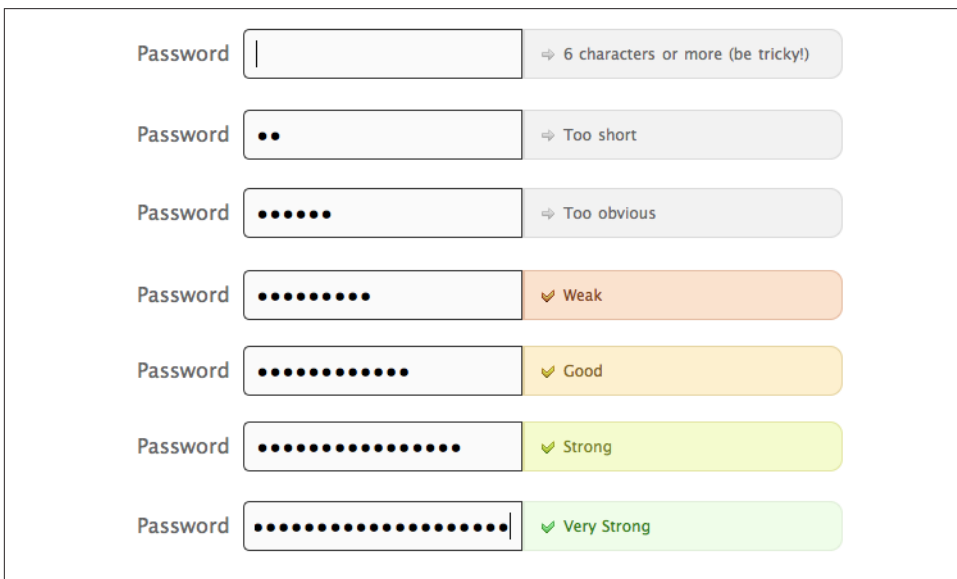 Password 6 characters or more (be tricky!)
Password •• Too short
Password •••••• Too obvious
Password ••••••••• Weak
Password •••••••••••• Good
Password •••••••••••••••• Strong
Password •••••••••••••••••••• Very Strong